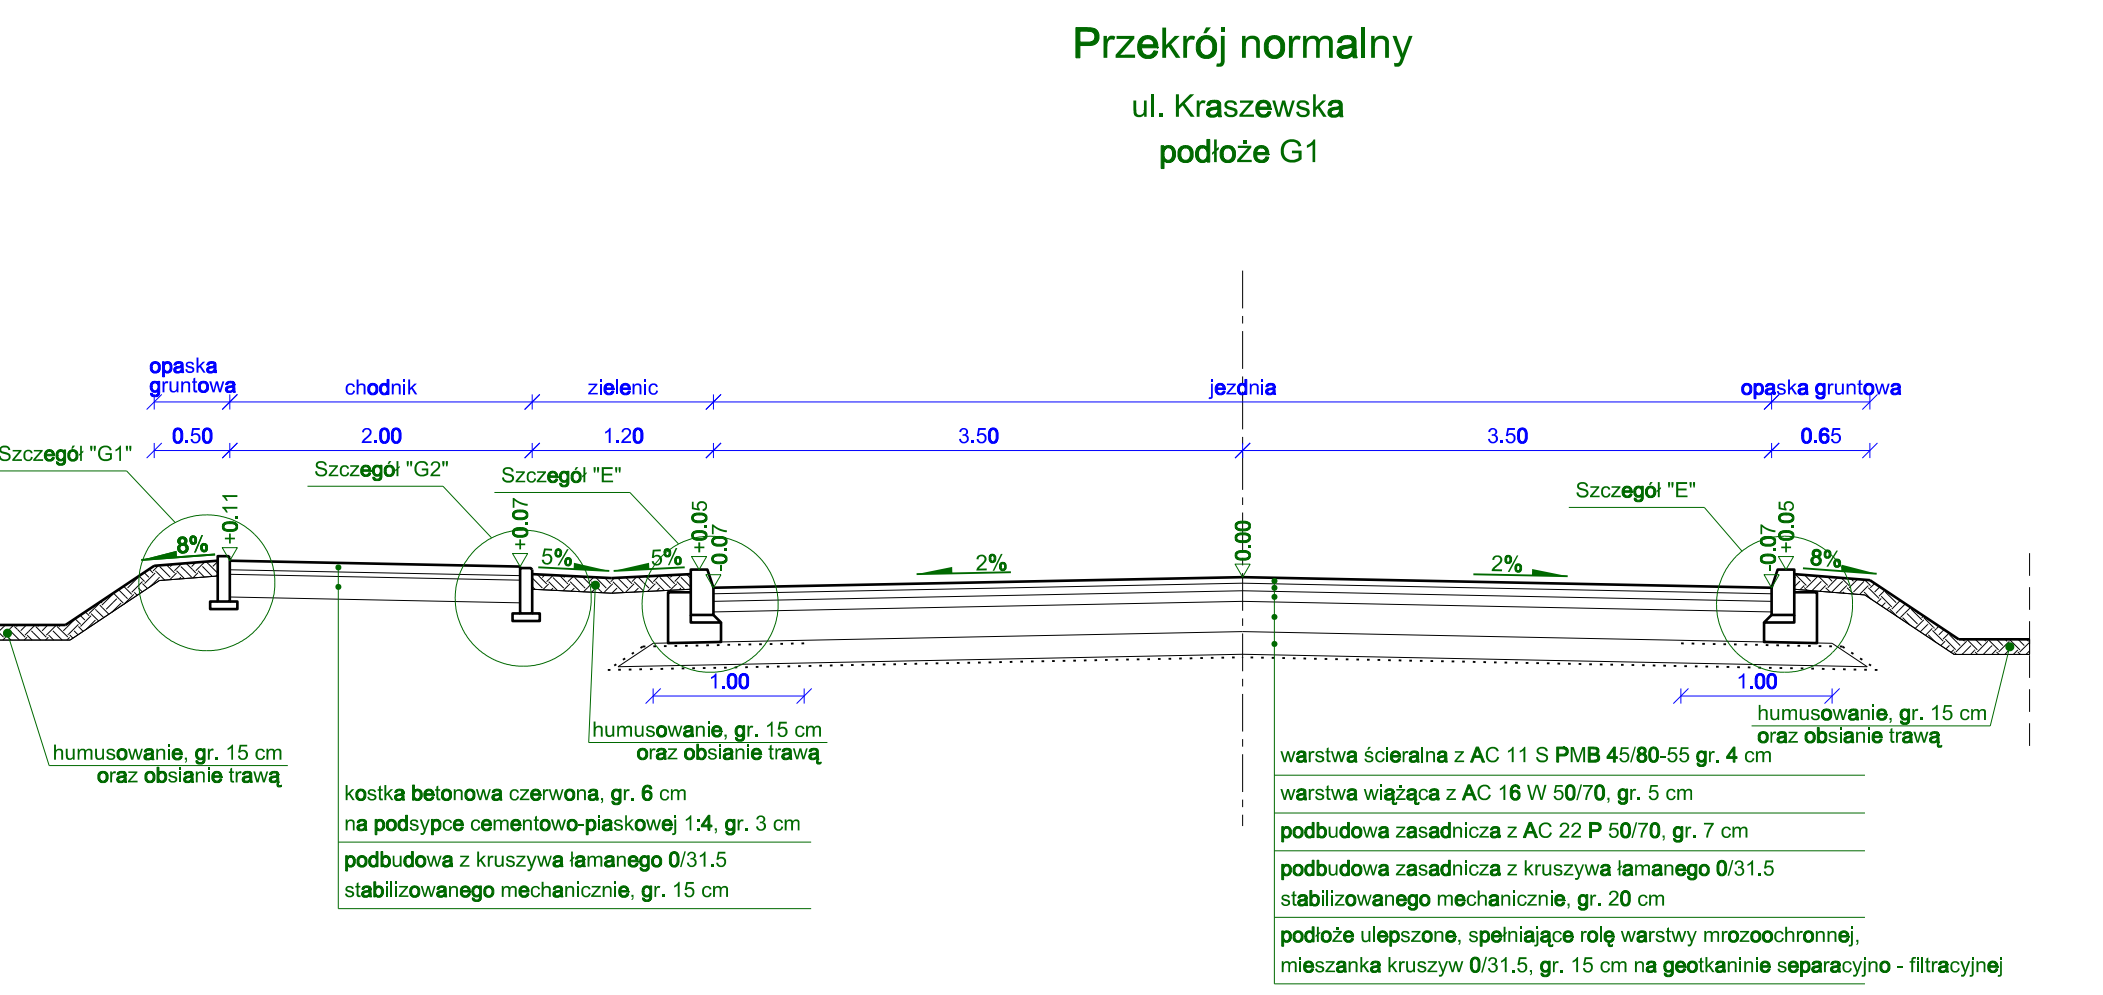 Przekrój normalny
ul. Kraszewska
podłoże G1
opaska
gruntowa
chodnik
zielenic
jezdnia
opaska gruntowa
0.50
2.00
1.20
3.50
3.50
0.65
Szczegół "G1"
Szczegół "G2"
Szczegół "E"
Szczegół "E"
+0.11
+0.07
+0.05
-0.07
±0.00
-0.07
+0.05
8%
5%
5%
2%
2%
8%
1.00
1.00
humusowanie, gr. 15 cm
oraz obsianie trawą
humusowanie, gr. 15 cm
oraz obsianie trawą
humusowanie, gr. 15 cm
oraz obsianie trawą
kostka betonowa czerwona, gr. 6 cm
na podsypce cementowo-piaskowej 1:4, gr. 3 cm
podbudowa z kruszywa łamanego 0/31.5
stabilizowanego mechanicznie, gr. 15 cm
warstwa ścieralna z AC 11 S PMB 45/80-55 gr. 4 cm
warstwa wiążąca z AC 16 W 50/70, gr. 5 cm
podbudowa zasadnicza z AC 22 P 50/70, gr. 7 cm
podbudowa zasadnicza z kruszywa łamanego 0/31.5
stabilizowanego mechanicznie, gr. 20 cm
podłoże ulepszone, spełniające rolę warstwy mrozoochronnej,
mieszanka kruszyw 0/31.5, gr. 15 cm na geotkaninie separacyjno - filtracyjnej